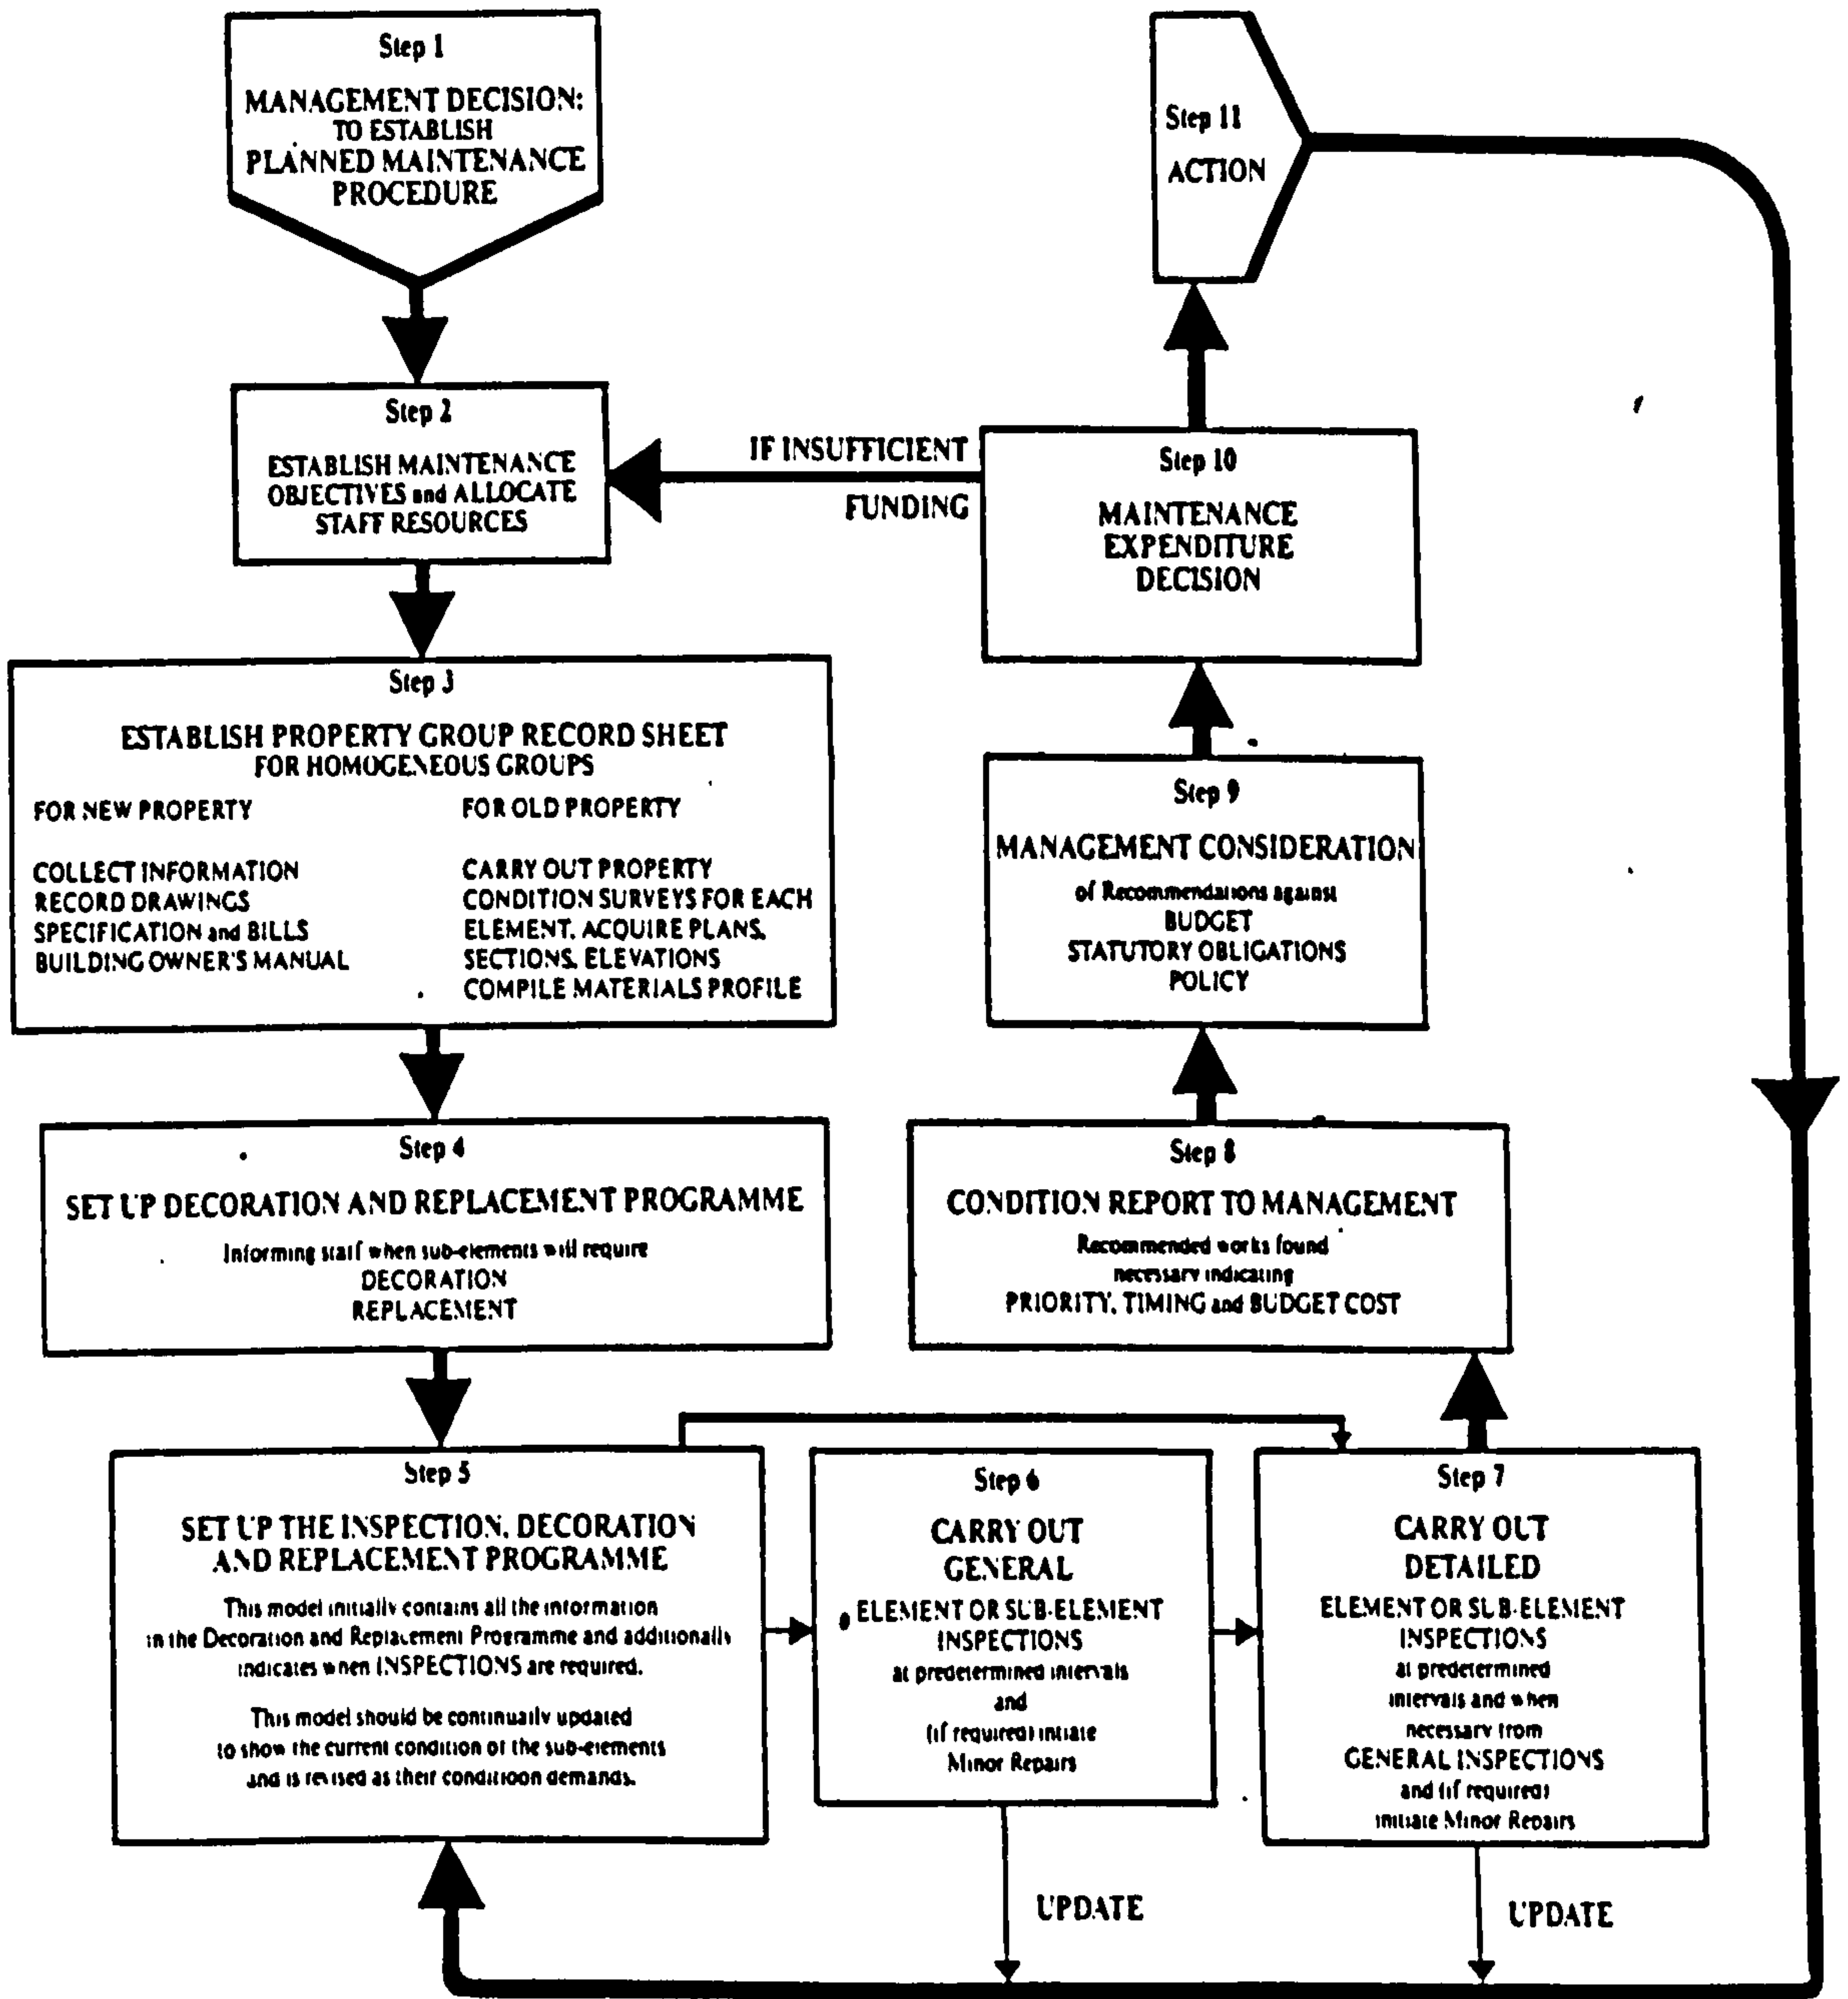 Step 1
MANAGEMENT DECISION:
TO ESTABLISH
PLANNED MAINTENANCE
PROCEDURE
Step 2
ESTABLISH MAINTENANCE
OBJECTIVES and ALLOCATE
STAFF RESOURCES
Step 3
ESTABLISH PROPERTY GROUP RECORD SHEET
FOR HOMOGENEOUS GROUPS
FOR NEW PROPERTY
COLLECT INFORMATION
RECORD DRAWINGS
SPECIFICATION and BILLS
BUILDING OWNER'S MANUAL
FOR OLD PROPERTY
CARRY OUT PROPERTY
CONDITION SURVEYS FOR EACH
ELEMENT, ACQUIRE PLANS,
SECTIONS, ELEVATIONS
COMPILE MATERIALS PROFILE
Step 4
SET UP DECORATION AND REPLACEMENT PROGRAMME
Informing staff when sub-elements will require
DECORATION
REPLACEMENT
Step 5
SET UP THE INSPECTION, DECORATION
AND REPLACEMENT PROGRAMME
This model initially contains all the information
in the Decoration and Replacement Programme and additionally
indicates when INSPECTIONS are required.
This model should be continually updated
to show the current condition of the sub-elements
and is revised as their conditioon demands.
Step 6
CARRY OUT
GENERAL
ELEMENT OR SUB-ELEMENT
INSPECTIONS
at predetermined intervals
and
(if required) intiate
Minor Repairs
UPDATE
Step 7
CARRY OUT
DETAILED
ELEMENT OR SUB-ELEMENT
INSPECTIONS
at predetermined
intervals and when
necessary from
GENERAL INSPECTIONS
and (if required)
initiate Minor Repairs
UPDATE
Step 8
CONDITION REPORT TO MANAGEMENT
Recommended works found
necessary indicating
PRIORITY, TIMING and BUDGET COST
Step 9
MANAGEMENT CONSIDERATION
of Recommendations against
BUDGET
STATUTORY OBLIGATIONS
POLICY
Step 10
MAINTENANCE
EXPENDITURE
DECISION
IF INSUFFICIENT
FUNDING
Step 11
ACTION